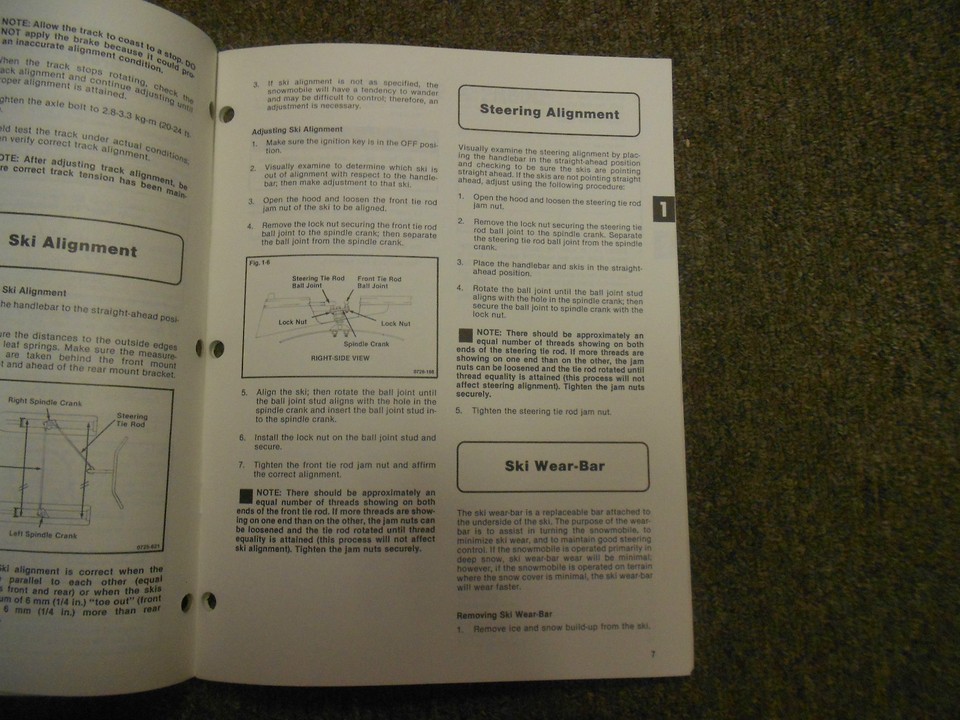 NOTE: Allow the track to coast to a stop. DO
NOT apply the brake because it could pro-
an inaccurate alignment condition.
hen the track stops rotating, check the
ack alignment and continue adjusting until
oper alignment is attained.
ghten the axle bolt to 2.8-3.3 kg-m (20-24 ft-
eld test the track under actual conditions;
en verify correct track alignment.
OTE: After adjusting track alignment, be
re correct track tension has been main-
Ski Alignment
Ski Alignment
he handlebar to the straight-ahead posi-
ure the distances to the outside edges
leaf springs. Make sure the measure-
are taken behind the front mount
t and ahead of the rear mount bracket.
Right Spindle Crank
Steering
Tie Rod
Left Spindle Crank
0725-621
Ski alignment is correct when the
parallel to each other (equal
s front and rear) or when the skis
um of 6 mm (1/4 in.) "toe out" (front
6 mm (1/4 in.) more than rear
3. If ski alignment is not as specified, the
snowmobile will have a tendency to wander
and may be difficult to control; therefore, an
adjustment is necessary.
Adjusting Ski Alignment
1. Make sure the ignition key is in the OFF posi-
tion.
2. Visually examine to determine which ski is
out of alignment with respect to the handle-
bar; then make adjustment to that ski.
3. Open the hood and loosen the front tie rod
jam nut of the ski to be aligned.
4. Remove the lock nut securing the front tie rod
ball joint to the spindle crank; then separate
the ball joint from the spindle crank.
Fig. 1-6
Steering Tie Rod
Ball Joint
Front Tie Rod
Ball Joint
Lock Nut
Lock Nut
Spindle Crank
RIGHT-SIDE VIEW
0725-186
5. Align the ski; then rotate the ball joint until
the ball joint stud aligns with the hole in the
spindle crank and insert the ball joint stud in-
to the spindle crank.
6. Install the lock nut on the ball joint stud and
secure.
7. Tighten the front tie rod jam nut and affirm
the correct alignment.
NOTE: There should be approximately an
equal number of threads showing on both
ends of the front tie rod. If more threads are show-
ing on one end than on the other, the jam nuts can
be loosened and the tie rod rotated until thread
equality is attained (this process will not affect
ski alignment). Tighten the jam nuts securely.
Steering Alignment
Visually examine the steering alignment by plac-
ing the handlebar in the straight-ahead position
and checking to be sure the skis are pointing
straight ahead. If the skis are not pointing straight
ahead, adjust using the following procedure:
1. Open the hood and loosen the steering tie rod
jam nut.
2. Remove the lock nut securing the steering tie
rod ball joint to the spindle crank. Separate
the steering tie rod ball joint from the spindle
crank.
3. Place the handlebar and skis in the straight-
ahead position.
4. Rotate the ball joint until the ball joint stud
aligns with the hole in the spindle crank; then
secure the ball joint to spindle crank with the
lock nut.
NOTE: There should be approximately an
equal number of threads showing on both
ends of the steering tie rod. If more threads are
showing on one end than on the other, the jam
nuts can be loosened and the tie rod rotated until
thread equality is attained (this process will not
affect steering alignment). Tighten the jam nuts
securely.
5. Tighten the steering tie rod jam nut.
Ski Wear-Bar
The ski wear-bar is a replaceable bar attached to
the underside of the ski. The purpose of the wear-
bar is to assist in turning the snowmobile, to
minimize ski wear, and to maintain good steering
control. If the snowmobile is operated primarily in
deep snow, ski wear-bar wear will be minimal;
however, if the snowmobile is operated on terrain
where the snow cover is minimal, the ski wear-bar
will wear faster.
Removing Ski Wear-Bar
1. Remove ice and snow build-up from the ski.
7
1